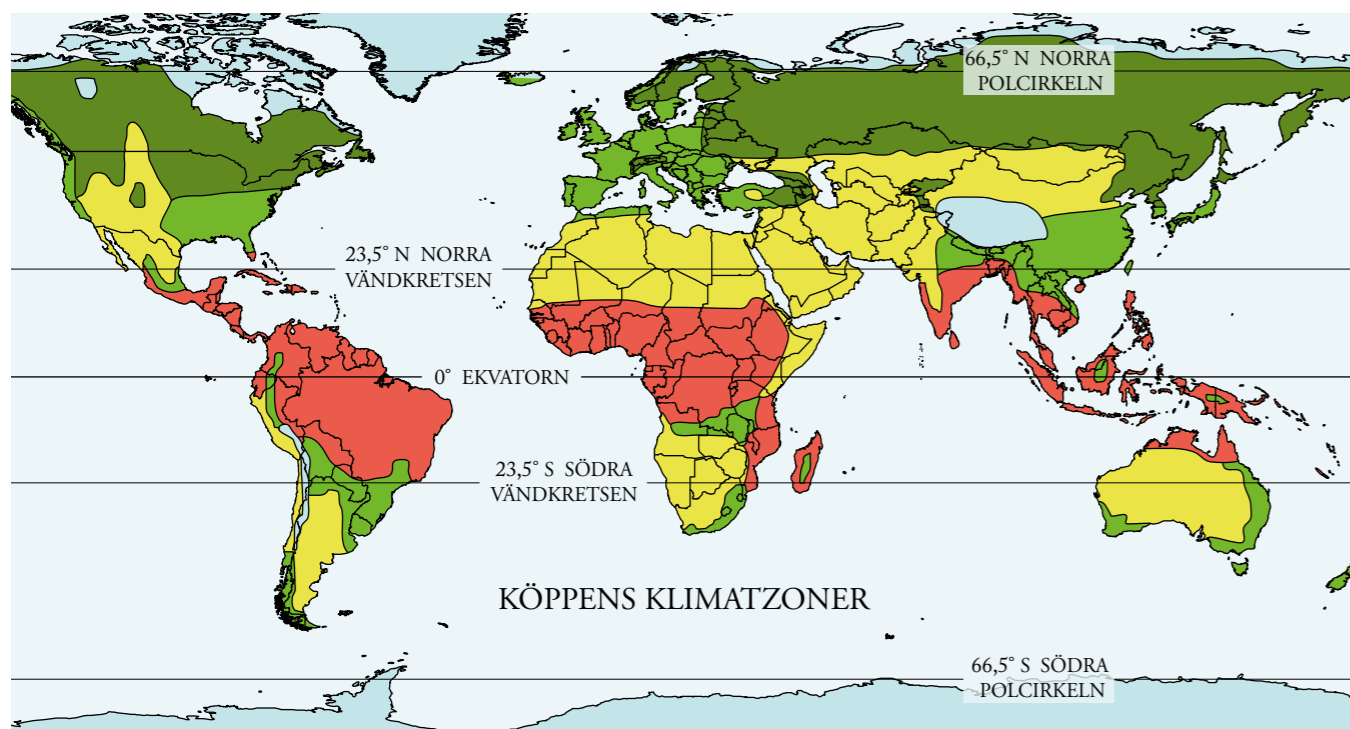 66,5° N NORRA
POLCIRKELN
23,5° N NORRA
VÄNDKRETSEN
0° EKVATORN
23,5° S SÖDRA
VÄNDKRETSEN
KÖPPENS KLIMATZONER
66,5° S SÖDRA
POLCIRKELN